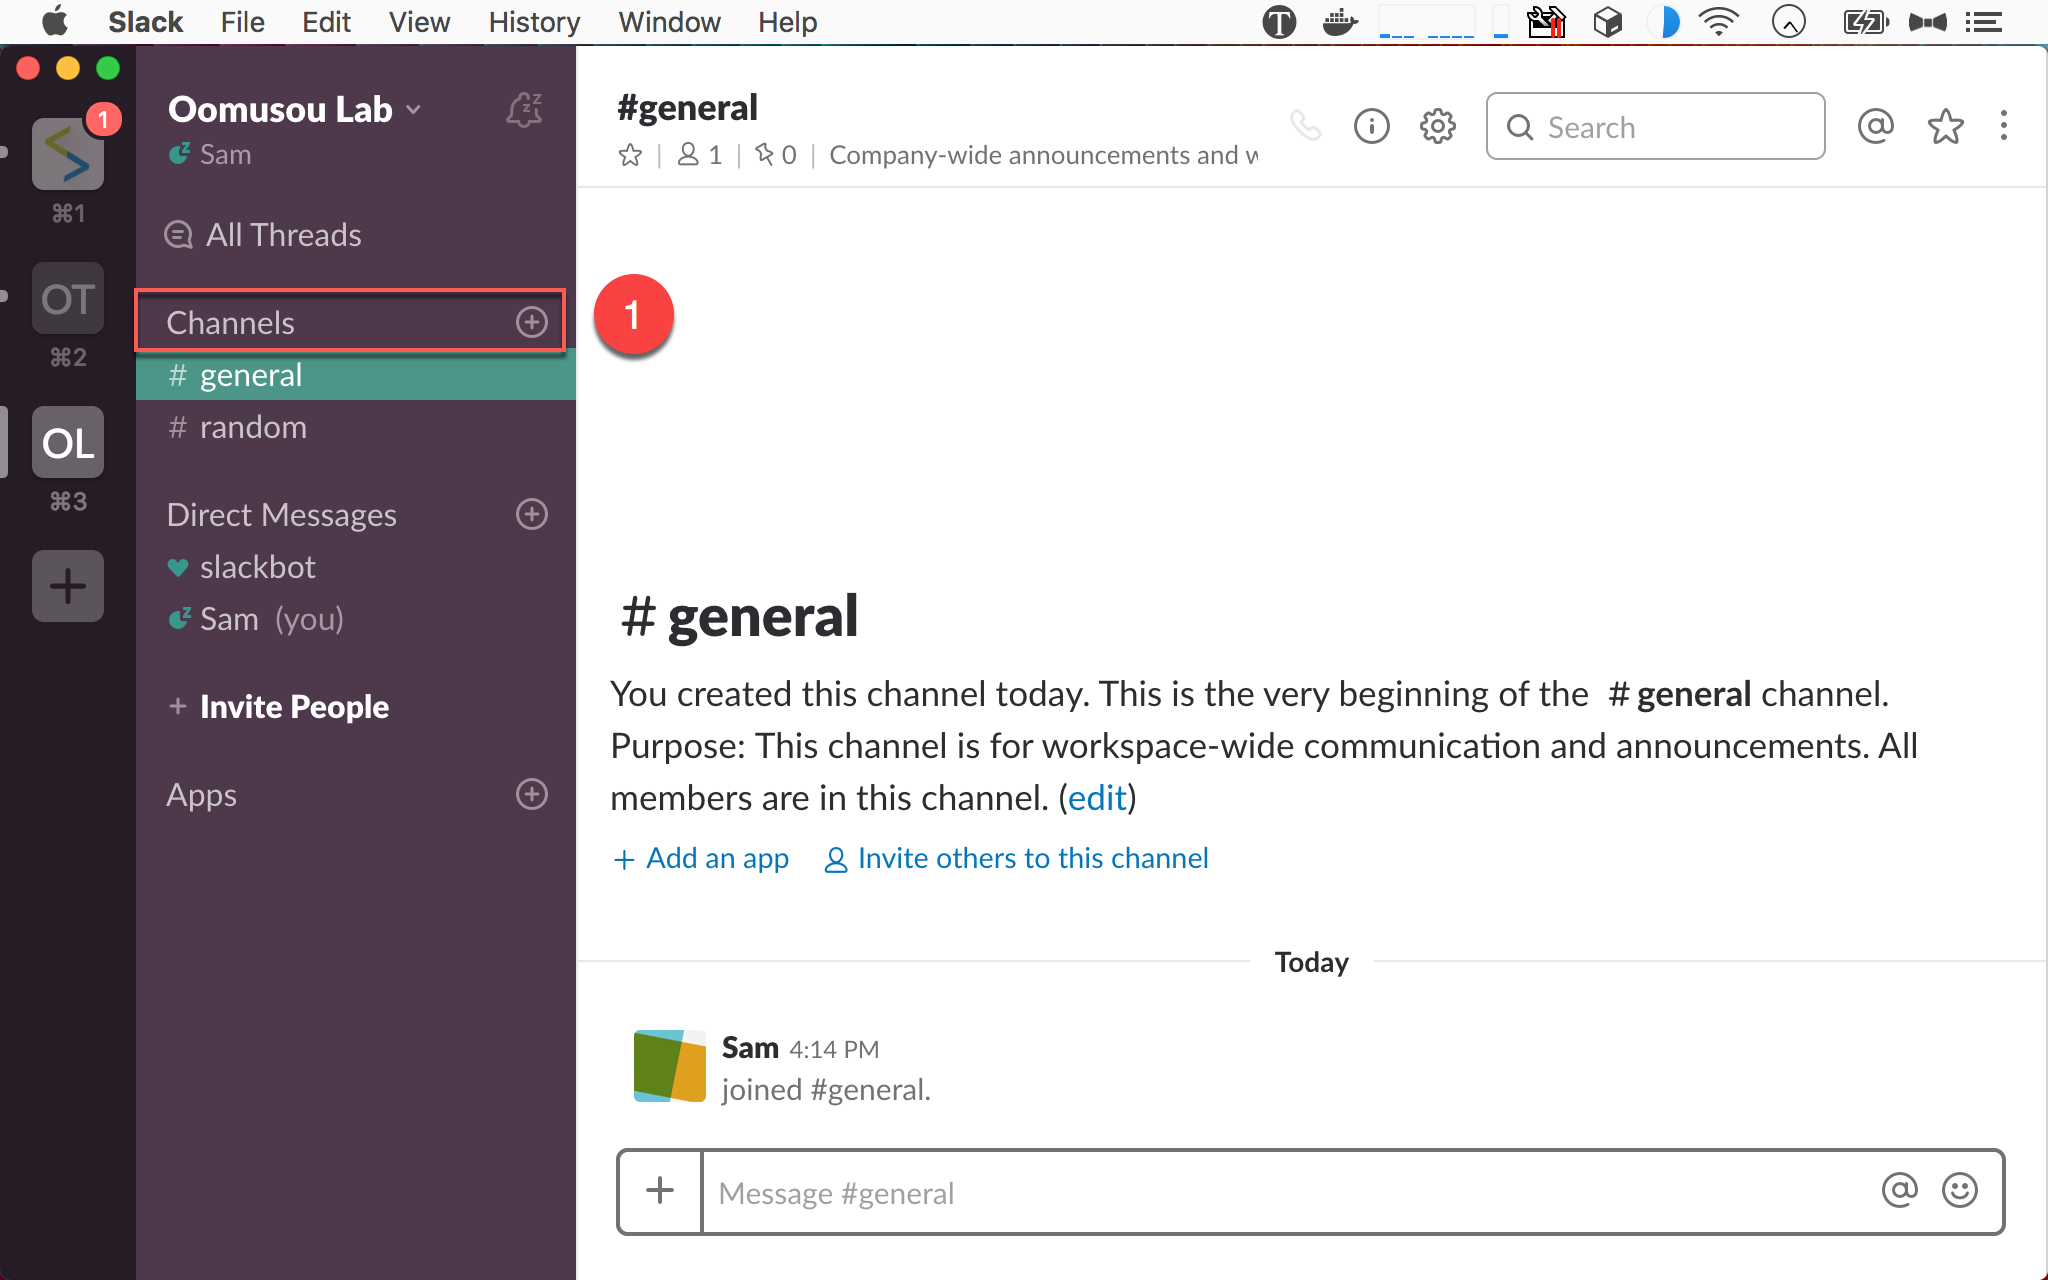 Slack File Edit View History Window Help
1
⌘1
OT
⌘2
OL
⌘3
Oomusou Lab
Sam
All Threads
Channels
# general
# random
Direct Messages
slackbot
Sam (you)
+ Invite People
Apps
1
#general
1 | 0 | Company-wide announcements and w
Search
# general
You created this channel today. This is the very beginning of the # general channel.
Purpose: This channel is for workspace-wide communication and announcements. All
members are in this channel. (edit)
+ Add an app Invite others to this channel
Today
Sam 4:14 PM
joined #general.
Message #general